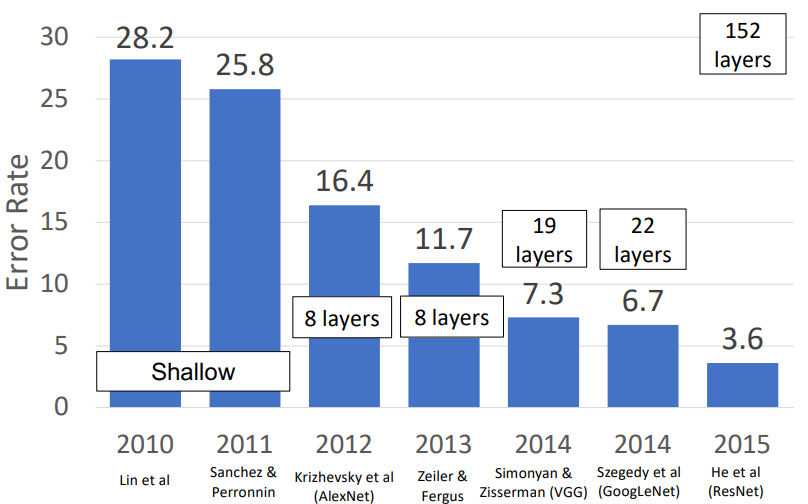 30
25
20
15
10
5
0
Error Rate
28.2
25.8
16.4
11.7
7.3
6.7
3.6
152
layers
19
layers
22
layers
8 layers
8 layers
Shallow
2010
Lin et al
2011
Sanchez &
Perronnin
2012
Krizhevsky et al
(AlexNet)
2013
Zeiler &
Fergus
2014
Simonyan &
Zisserman (VGG)
2014
Szegedy et al
(GoogLeNet)
2015
He et al
(ResNet)